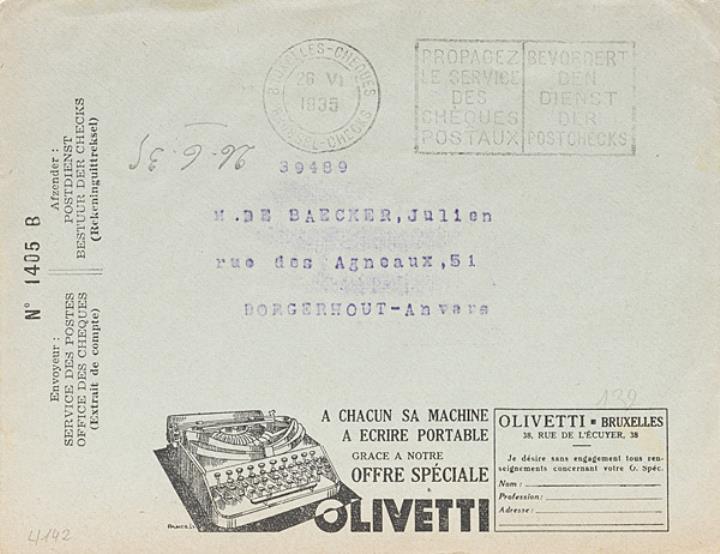 BRUXELLES-CHEQUES
26 VI
1935
BRUSSEL-CHECKS
PROPAGEZ
LE SERVICE
DES
CHÈQUES
POSTAUX
BEVORDERT
DEN
DIENST
DER
POSTCHECKS
26-6-35
39489
M.DE BAECKER,Julien
rue des Agneaux,51
BORGERHOUT-Anvers
N° 1405 B
Afzender :
POSTDIENST
BESTUUR DER CHECKS
(Rekeninguittreksel)
Envoyeur :
SERVICE DES POSTES
OFFICE DES CHEQUES
(Extrait de compte)
139
A CHACUN SA MACHINE
A ECRIRE PORTABLE
GRACE A NOTRE
OFFRE SPÉCIALE
OLIVETTI
OLIVETTI ▪ BRUXELLES
38, RUE DE L'ÉCUYER, 38
Je désire sans engagement tous ren-
seignements concernant votre O. Spéc.
Nom :
Profession :
Adresse :
4142